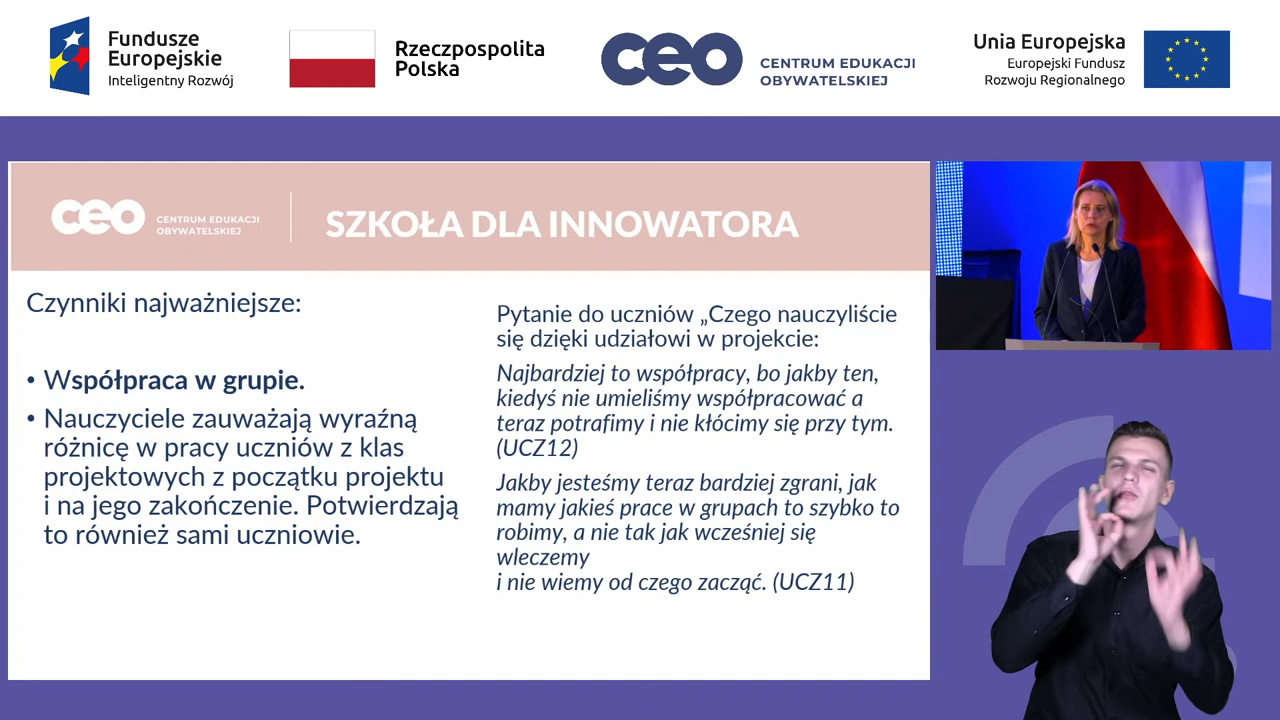 Fundusze
Europejskie
Inteligentny Rozwój
Rzeczpospolita
Polska
ceo
CENTRUM EDUKACJI
OBYWATELSKIEJ
Unia Europejska
Europejski Fundusz
Rozwoju Regionalnego
ceo
CENTRUM EDUKACJI
OBYWATELSKIEJ
SZKOŁA DLA INNOWATORA
Czynniki najważniejsze:
• Współpraca w grupie.
• Nauczyciele zauważają wyraźną
różnicę w pracy uczniów z klas
projektowych z początku projektu
i na jego zakończenie. Potwierdzają
to również sami uczniowie.
Pytanie do uczniów „Czego nauczyliście
się dzięki udziałowi w projekcie:
Najbardziej to współpracy, bo jakby ten,
kiedyś nie umieliśmy współpracować a
teraz potrafimy i nie kłócimy się przy tym.
(UCZ12)
Jakby jesteśmy teraz bardziej zgrani, jak
mamy jakieś prace w grupach to szybko to
robimy, a nie tak jak wcześniej się
wleczemy
i nie wiemy od czego zacząć. (UCZ11)